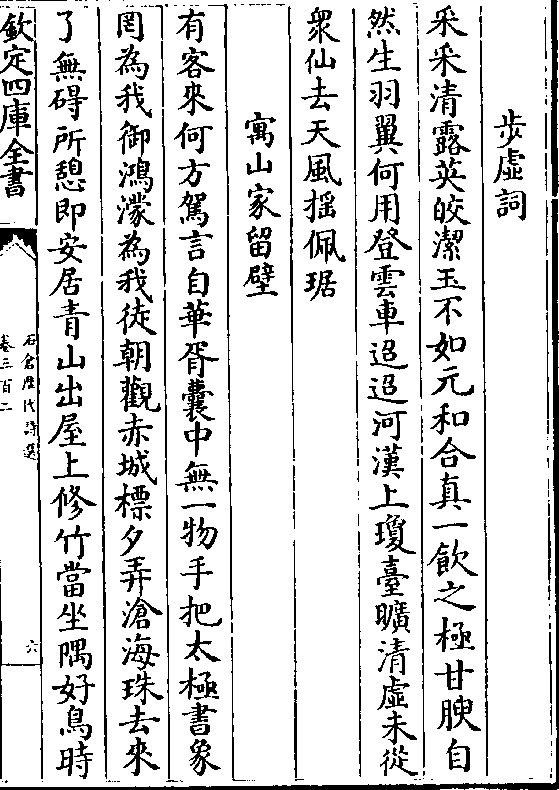 步虛詞
采采清露英皎潔玉不如元和合真一飲之極甘腴自
然生羽翼何用登雲車迢迢河漢上瓊臺曠清虛未從
衆仙去天風搖佩琚
寓山家留壁
有客來何方駕言自華胥囊中無一物手把太極書象
罔為我御鴻濛為我徒朝觀赤城標夕弄滄海珠去來
了無碍所憩即安居青山出屋上修竹當坐隅好鳥時
欽定四庫全書
石倉歷代詩選
卷三百二
六